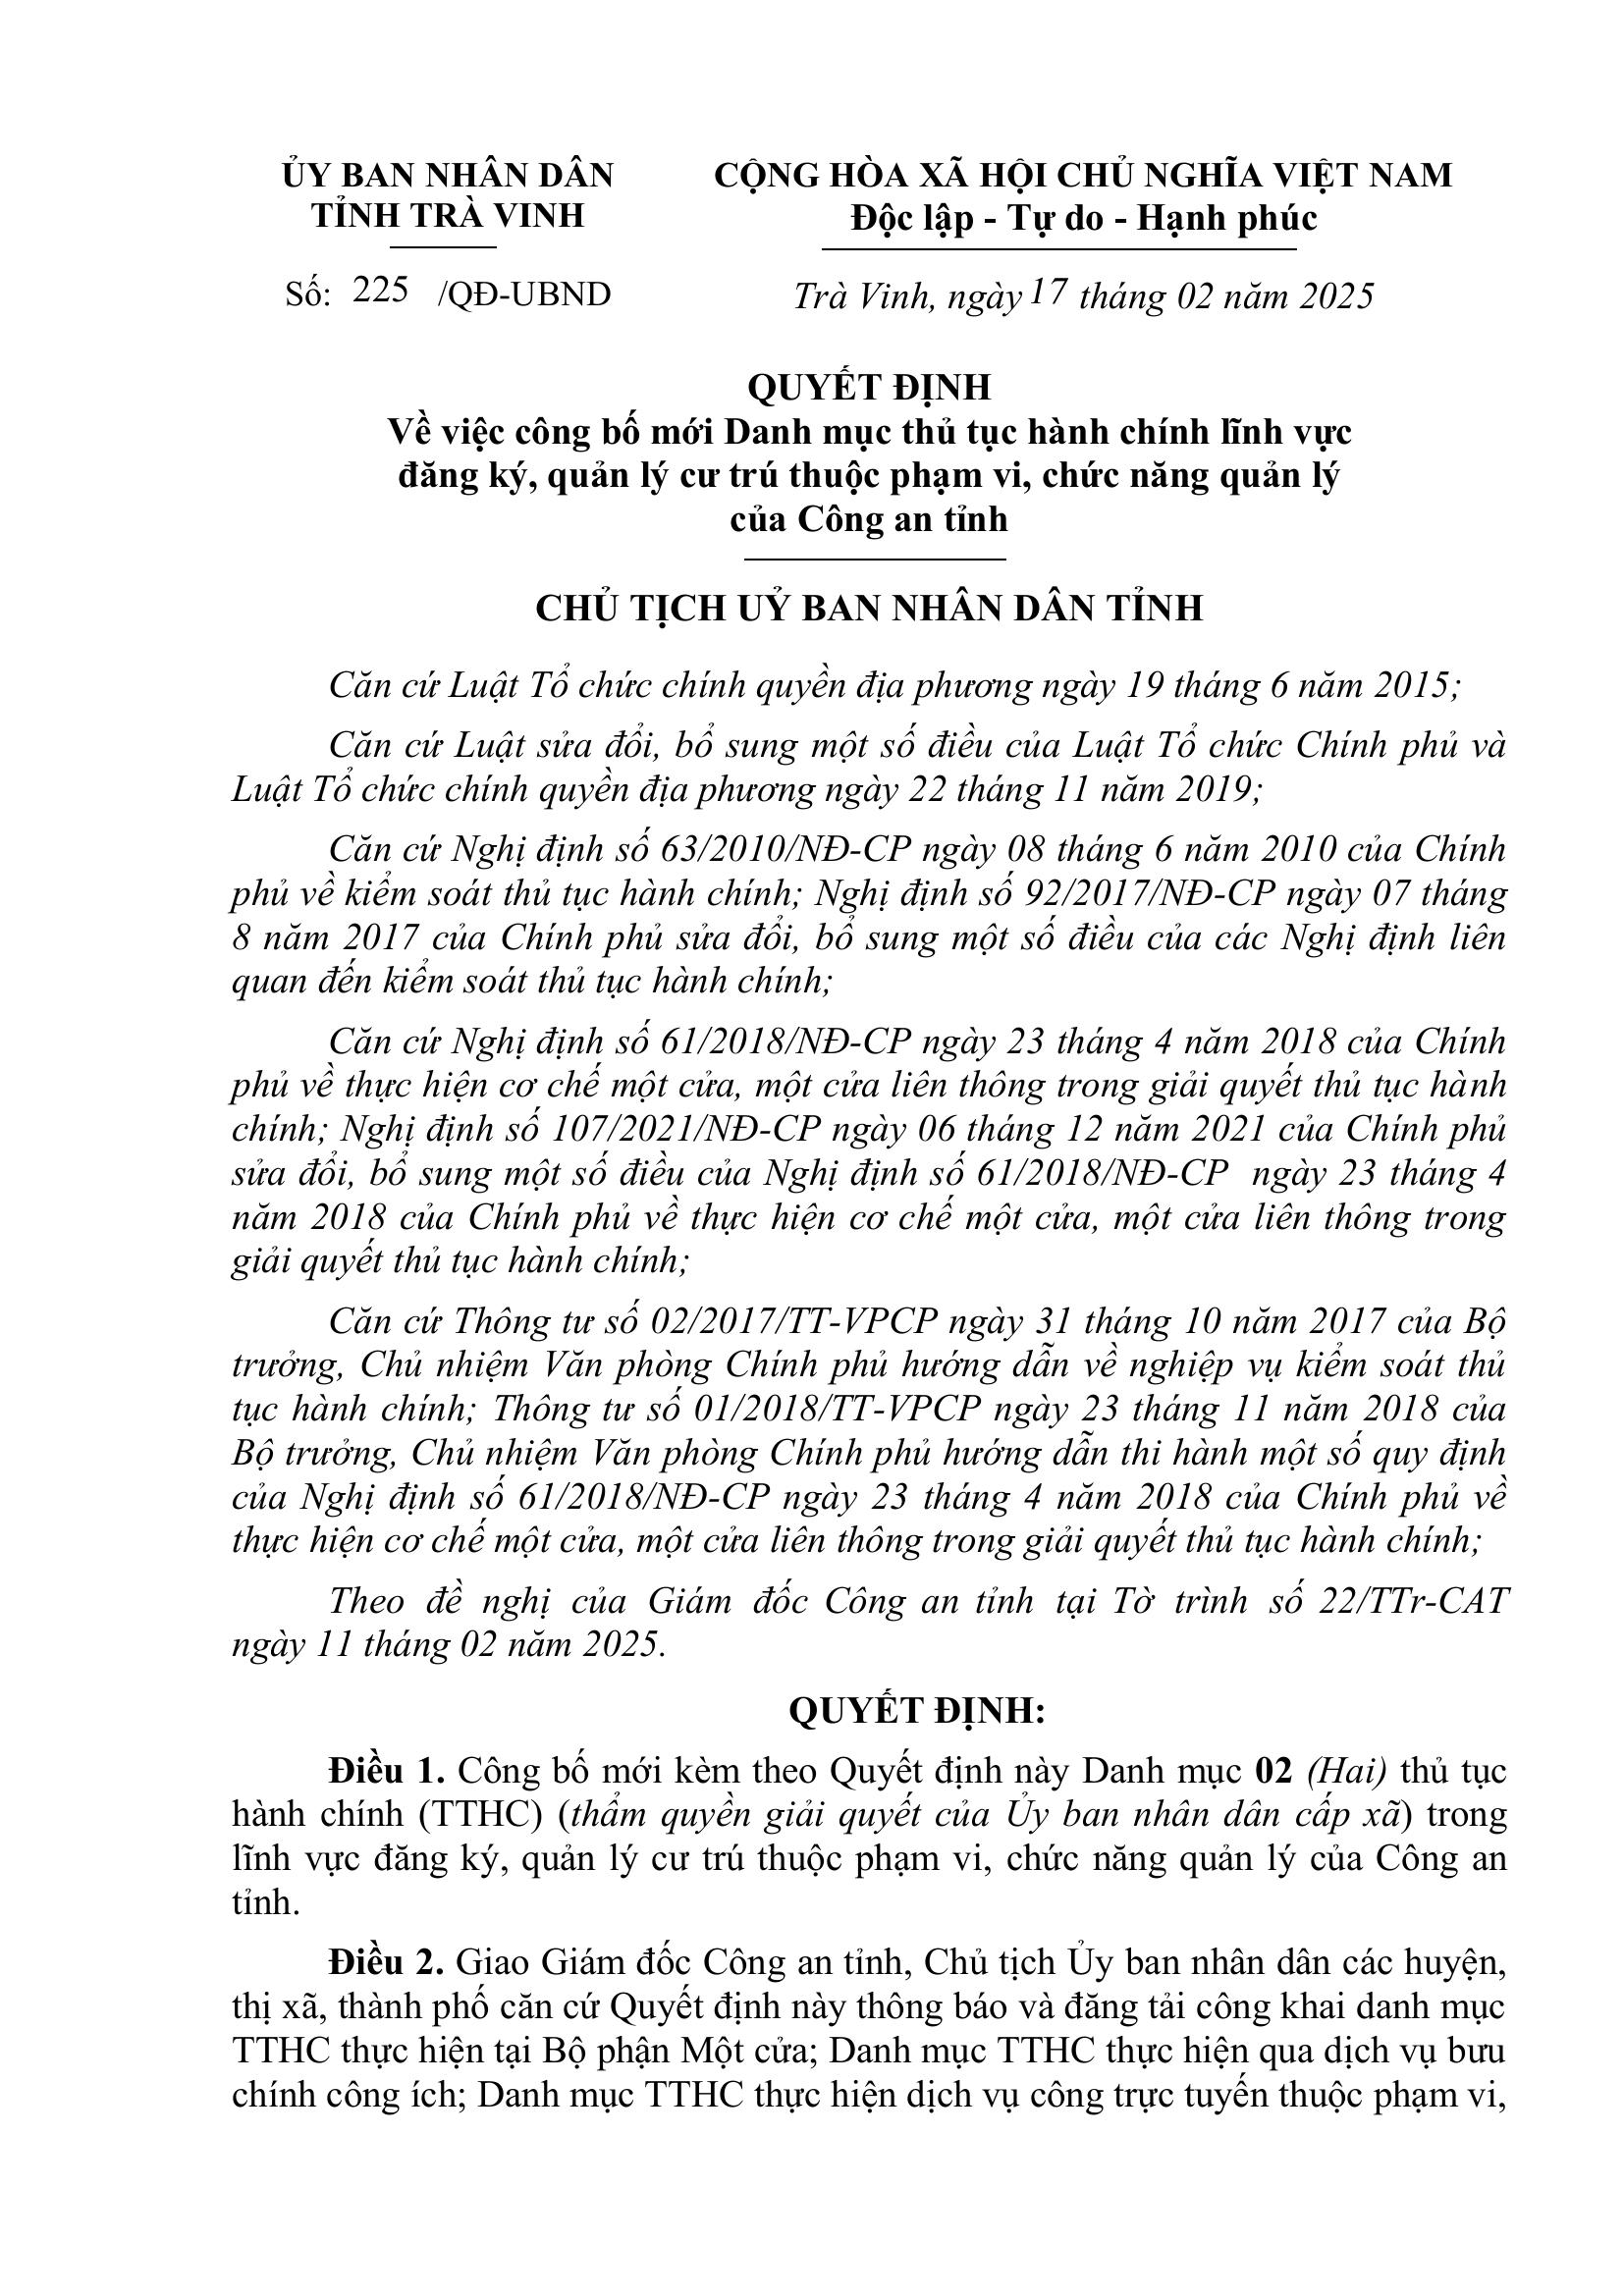 ỦY BAN NHÂN DÂN
TỈNH TRÀ VINH
Số: 225 /QĐ-UBND
CỘNG HÒA XÃ HỘI CHỦ NGHĨA VIỆT NAM
Độc lập - Tự do - Hạnh phúc
Trà Vinh, ngày 17 tháng 02 năm 2025
QUYẾT ĐỊNH
Về việc công bố mới Danh mục thủ tục hành chính lĩnh vực
đăng ký, quản lý cư trú thuộc phạm vi, chức năng quản lý
của Công an tỉnh
CHỦ TỊCH UỶ BAN NHÂN DÂN TỈNH
Căn cứ Luật Tổ chức chính quyền địa phương ngày 19 tháng 6 năm 2015;
Căn cứ Luật sửa đổi, bổ sung một số điều của Luật Tổ chức Chính phủ và
Luật Tổ chức chính quyền địa phương ngày 22 tháng 11 năm 2019;
Căn cứ Nghị định số 63/2010/NĐ-CP ngày 08 tháng 6 năm 2010 của Chính
phủ về kiểm soát thủ tục hành chính; Nghị định số 92/2017/NĐ-CP ngày 07 tháng
8 năm 2017 của Chính phủ sửa đổi, bổ sung một số điều của các Nghị định liên
quan đến kiểm soát thủ tục hành chính;
Căn cứ Nghị định số 61/2018/NĐ-CP ngày 23 tháng 4 năm 2018 của Chính
phủ về thực hiện cơ chế một cửa, một cửa liên thông trong giải quyết thủ tục hành
chính; Nghị định số 107/2021/NĐ-CP ngày 06 tháng 12 năm 2021 của Chính phủ
sửa đổi, bổ sung một số điều của Nghị định số 61/2018/NĐ-CP ngày 23 tháng 4
năm 2018 của Chính phủ về thực hiện cơ chế một cửa, một cửa liên thông trong
giải quyết thủ tục hành chính;
Căn cứ Thông tư số 02/2017/TT-VPCP ngày 31 tháng 10 năm 2017 của Bộ
trưởng, Chủ nhiệm Văn phòng Chính phủ hướng dẫn về nghiệp vụ kiểm soát thủ
tục hành chính; Thông tư số 01/2018/TT-VPCP ngày 23 tháng 11 năm 2018 của
Bộ trưởng, Chủ nhiệm Văn phòng Chính phủ hướng dẫn thi hành một số quy định
của Nghị định số 61/2018/NĐ-CP ngày 23 tháng 4 năm 2018 của Chính phủ về
thực hiện cơ chế một cửa, một cửa liên thông trong giải quyết thủ tục hành chính;
Theo đề nghị của Giám đốc Công an tỉnh tại Tờ trình số 22/TTr-CAT
ngày 11 tháng 02 năm 2025.
QUYẾT ĐỊNH:
Điều 1. Công bố mới kèm theo Quyết định này Danh mục 02 (Hai) thủ tục
hành chính (TTHC) (thẩm quyền giải quyết của Ủy ban nhân dân cấp xã) trong
lĩnh vực đăng ký, quản lý cư trú thuộc phạm vi, chức năng quản lý của Công an
tỉnh.
Điều 2. Giao Giám đốc Công an tỉnh, Chủ tịch Ủy ban nhân dân các huyện,
thị xã, thành phố căn cứ Quyết định này thông báo và đăng tải công khai danh mục
TTHC thực hiện tại Bộ phận Một cửa; Danh mục TTHC thực hiện qua dịch vụ bưu
chính công ích; Danh mục TTHC thực hiện dịch vụ công trực tuyến thuộc phạm vi,